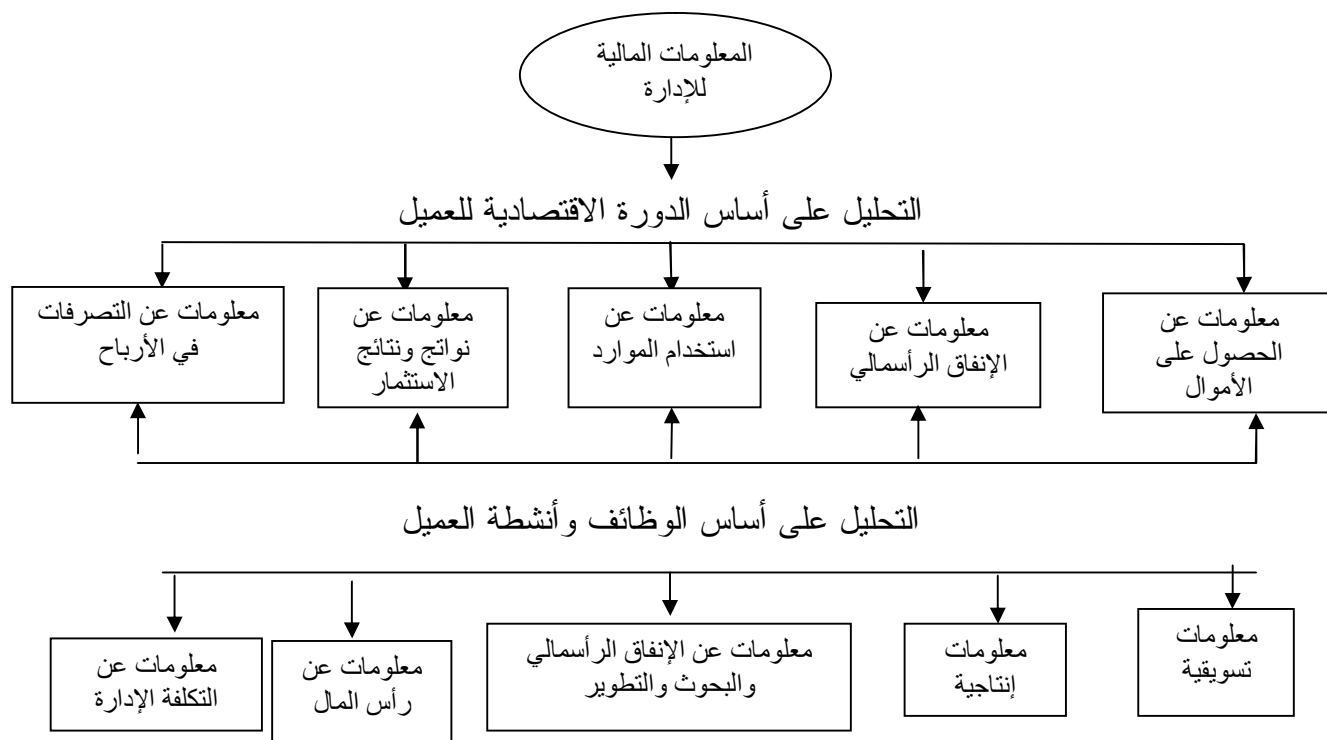 المعلومات المالية
للإدارة
التحليل على أساس الدورة الاقتصادية للعميل
معلومات عن
الحصول على
الأموال
معلومات عن
الإنفاق الرأسمالي
معلومات عن
استخدام الموارد
معلومات عن
نواتج ونتائج
الاستثمار
معلومات عن التصرفات
في الأرباح
التحليل على أساس الوظائف وأنشطة العميل
معلومات
تسويقية
معلومات
إنتاجية
معلومات عن الإنفاق الرأسمالي
والبحوث والتطوير
معلومات عن
رأس المال
معلومات عن
التكلفة الإدارة